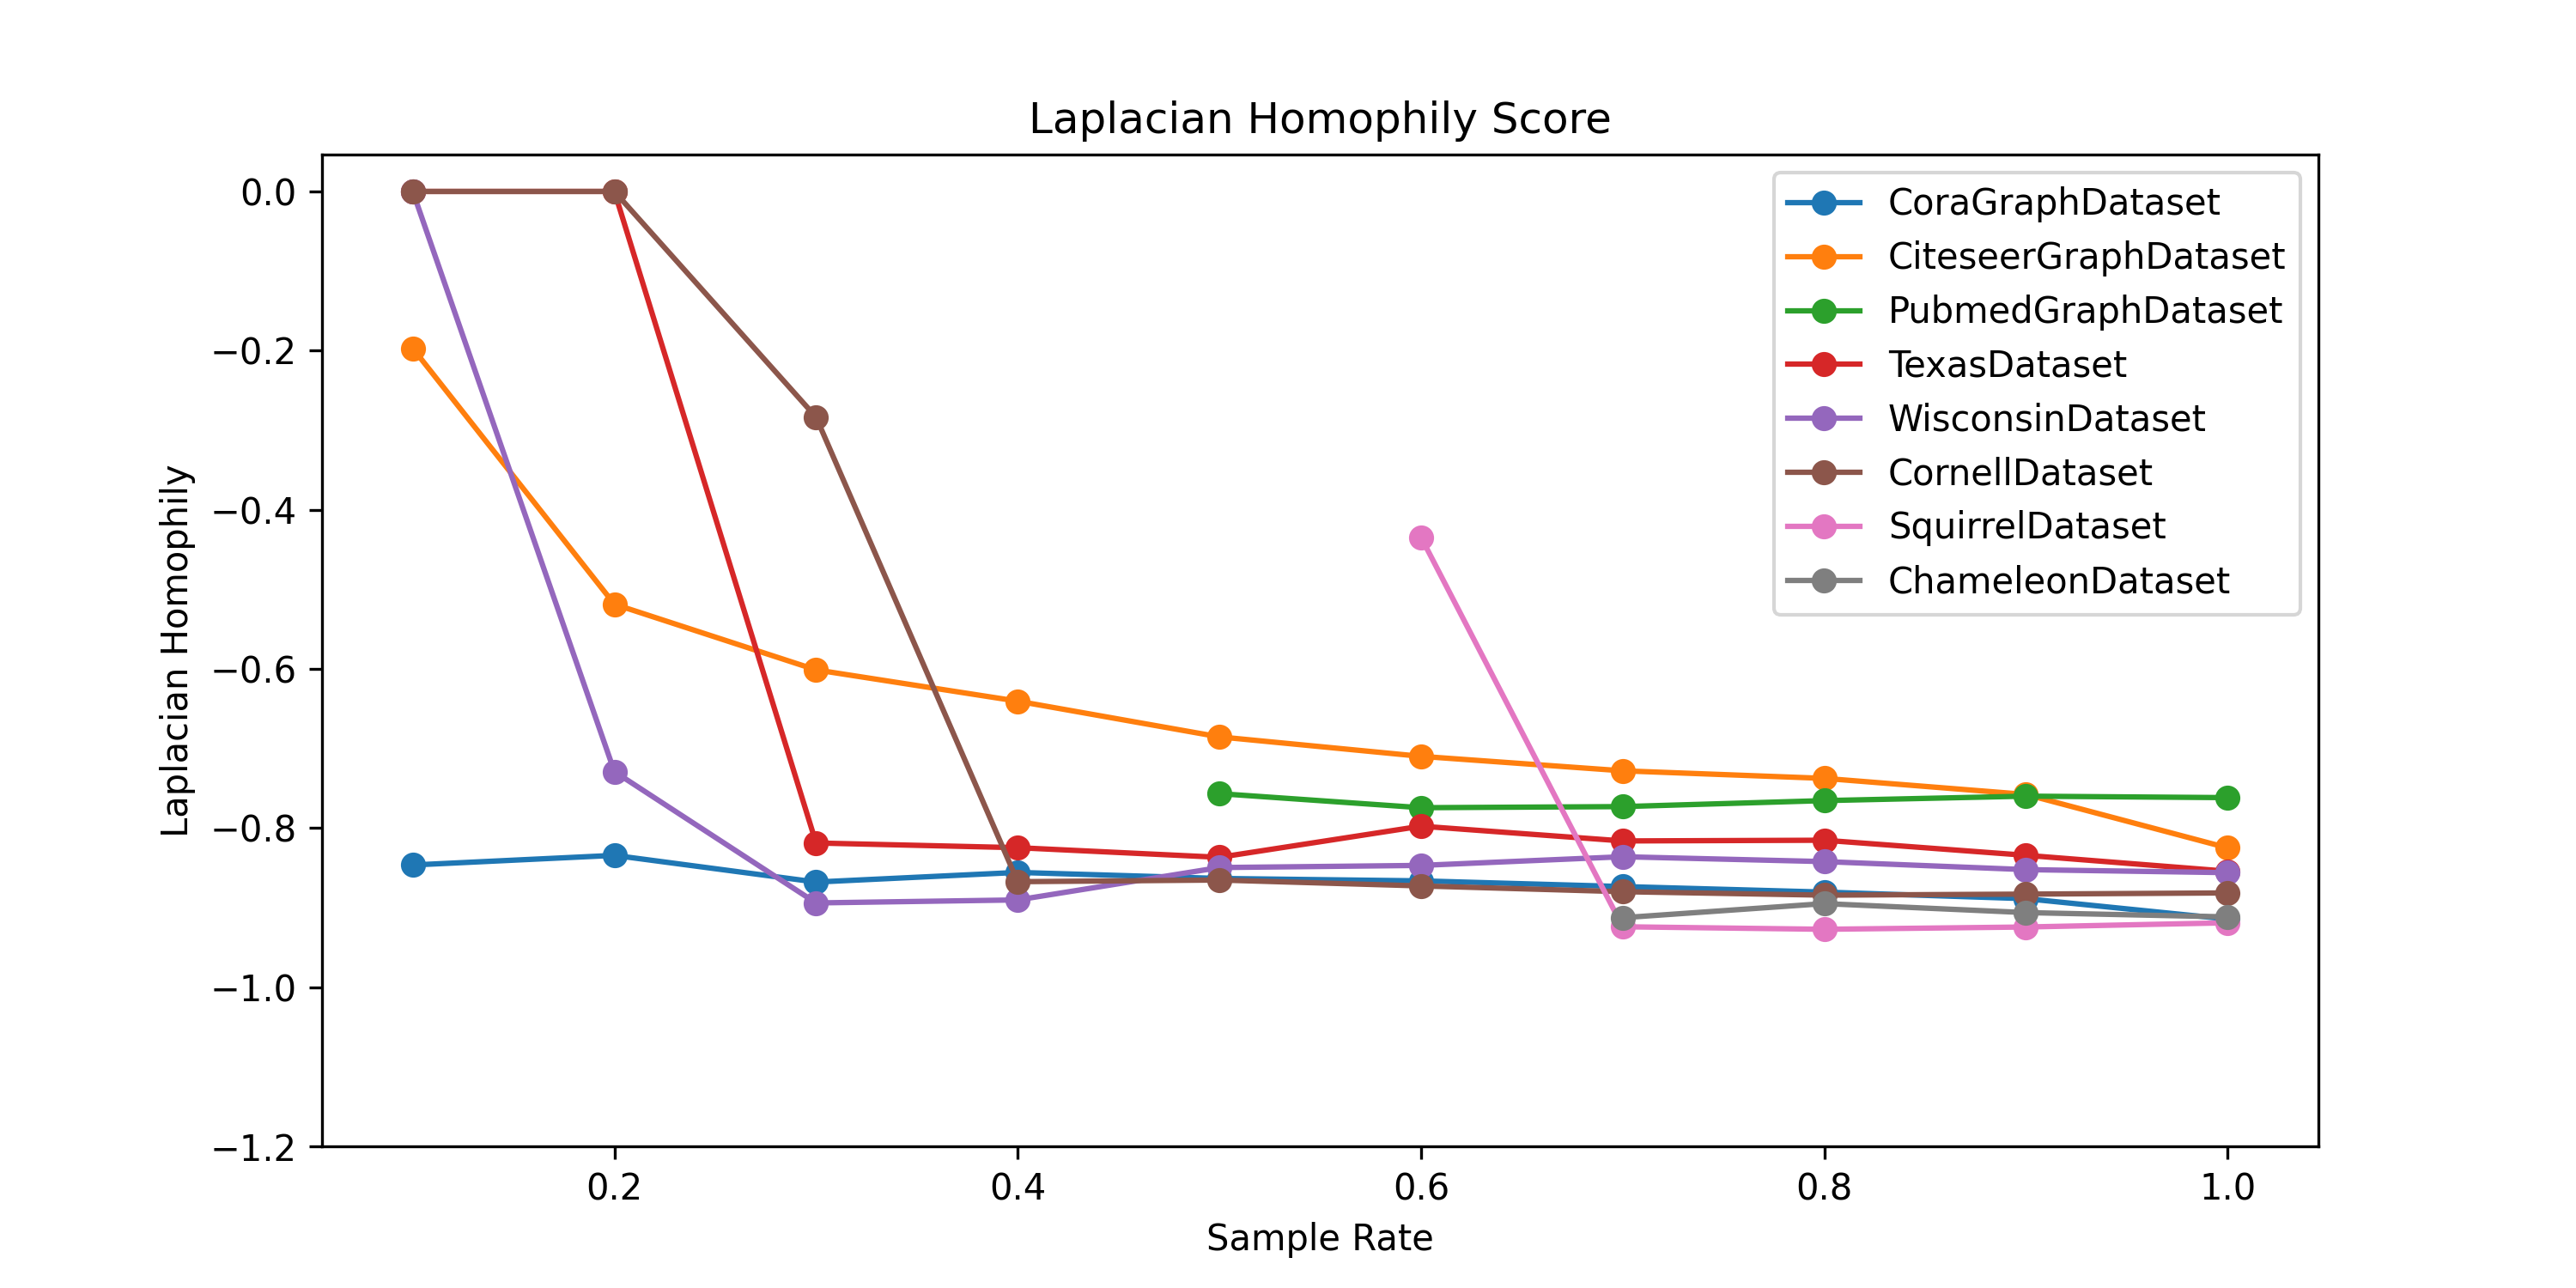 Laplacian Homophily Score
0.0
−0.2
−0.4
−0.6
−0.8
−1.0
−1.2
Laplacian Homophily
CoraGraphDataset
CiteseerGraphDataset
PubmedGraphDataset
TexasDataset
WisconsinDataset
CornellDataset
SquirrelDataset
ChameleonDataset
0.2 0.4 0.6 0.8 1.0
Sample Rate